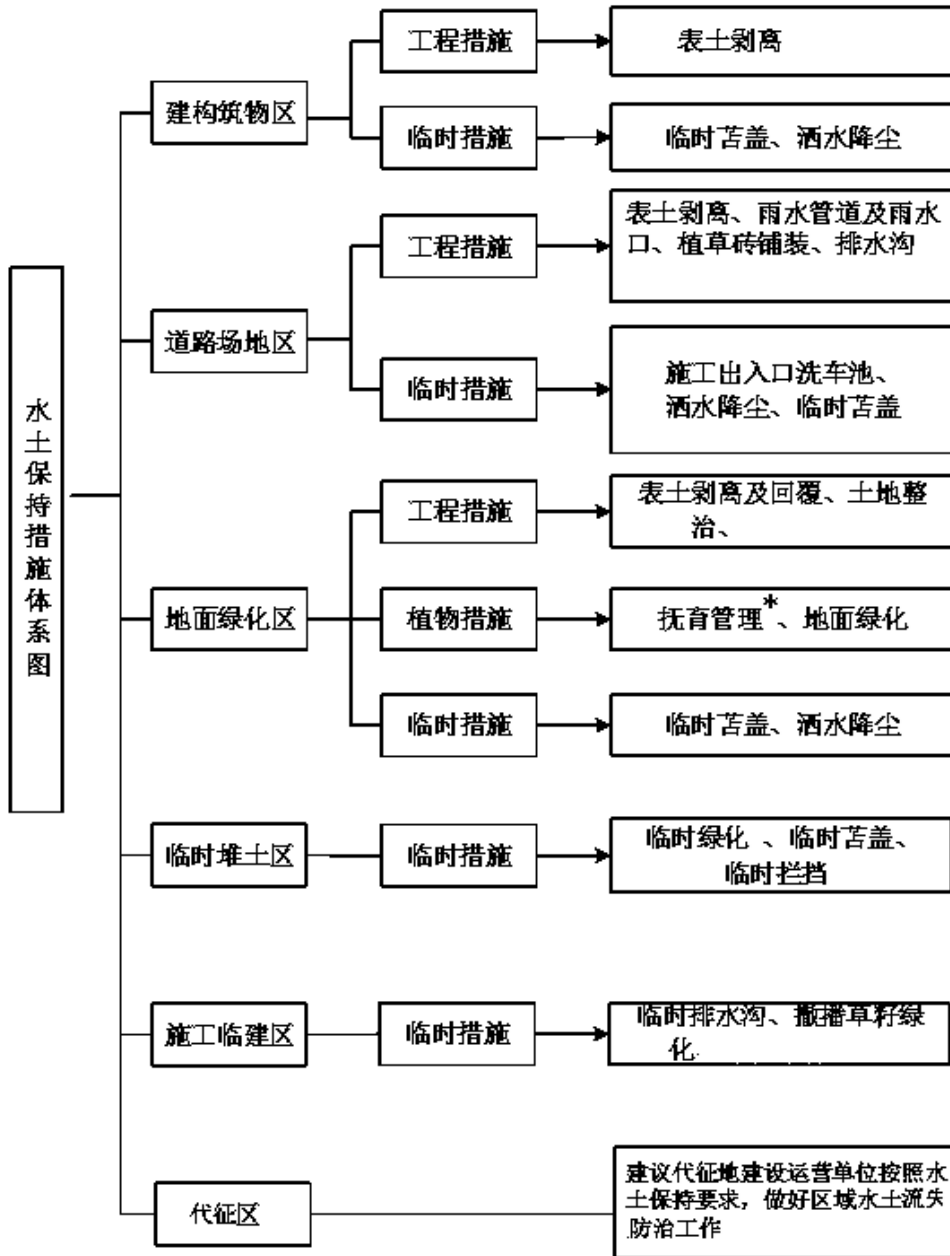 水土保持措施体系图
建构筑物区
工程措施
表土剥离
临时措施
临时苫盖、洒水降尘
道路场地区
工程措施
表土剥离、雨水管道及雨水
口、植草砖铺装、排水沟
临时措施
施工出入口洗车池、
洒水降尘、临时苫盖
地面绿化区
工程措施
表土剥离及回覆、土地整
治、
植物措施
抚育管理*、地面绿化
临时措施
临时苫盖、洒水降尘
临时堆土区
临时措施
临时绿化 、临时苫盖、
临时拦挡
施工临建区
临时措施
临时排水沟、撒播草籽绿
化
代征区
建议代征地建设运营单位按照水
土保持要求，做好区域水土流失
防治工作